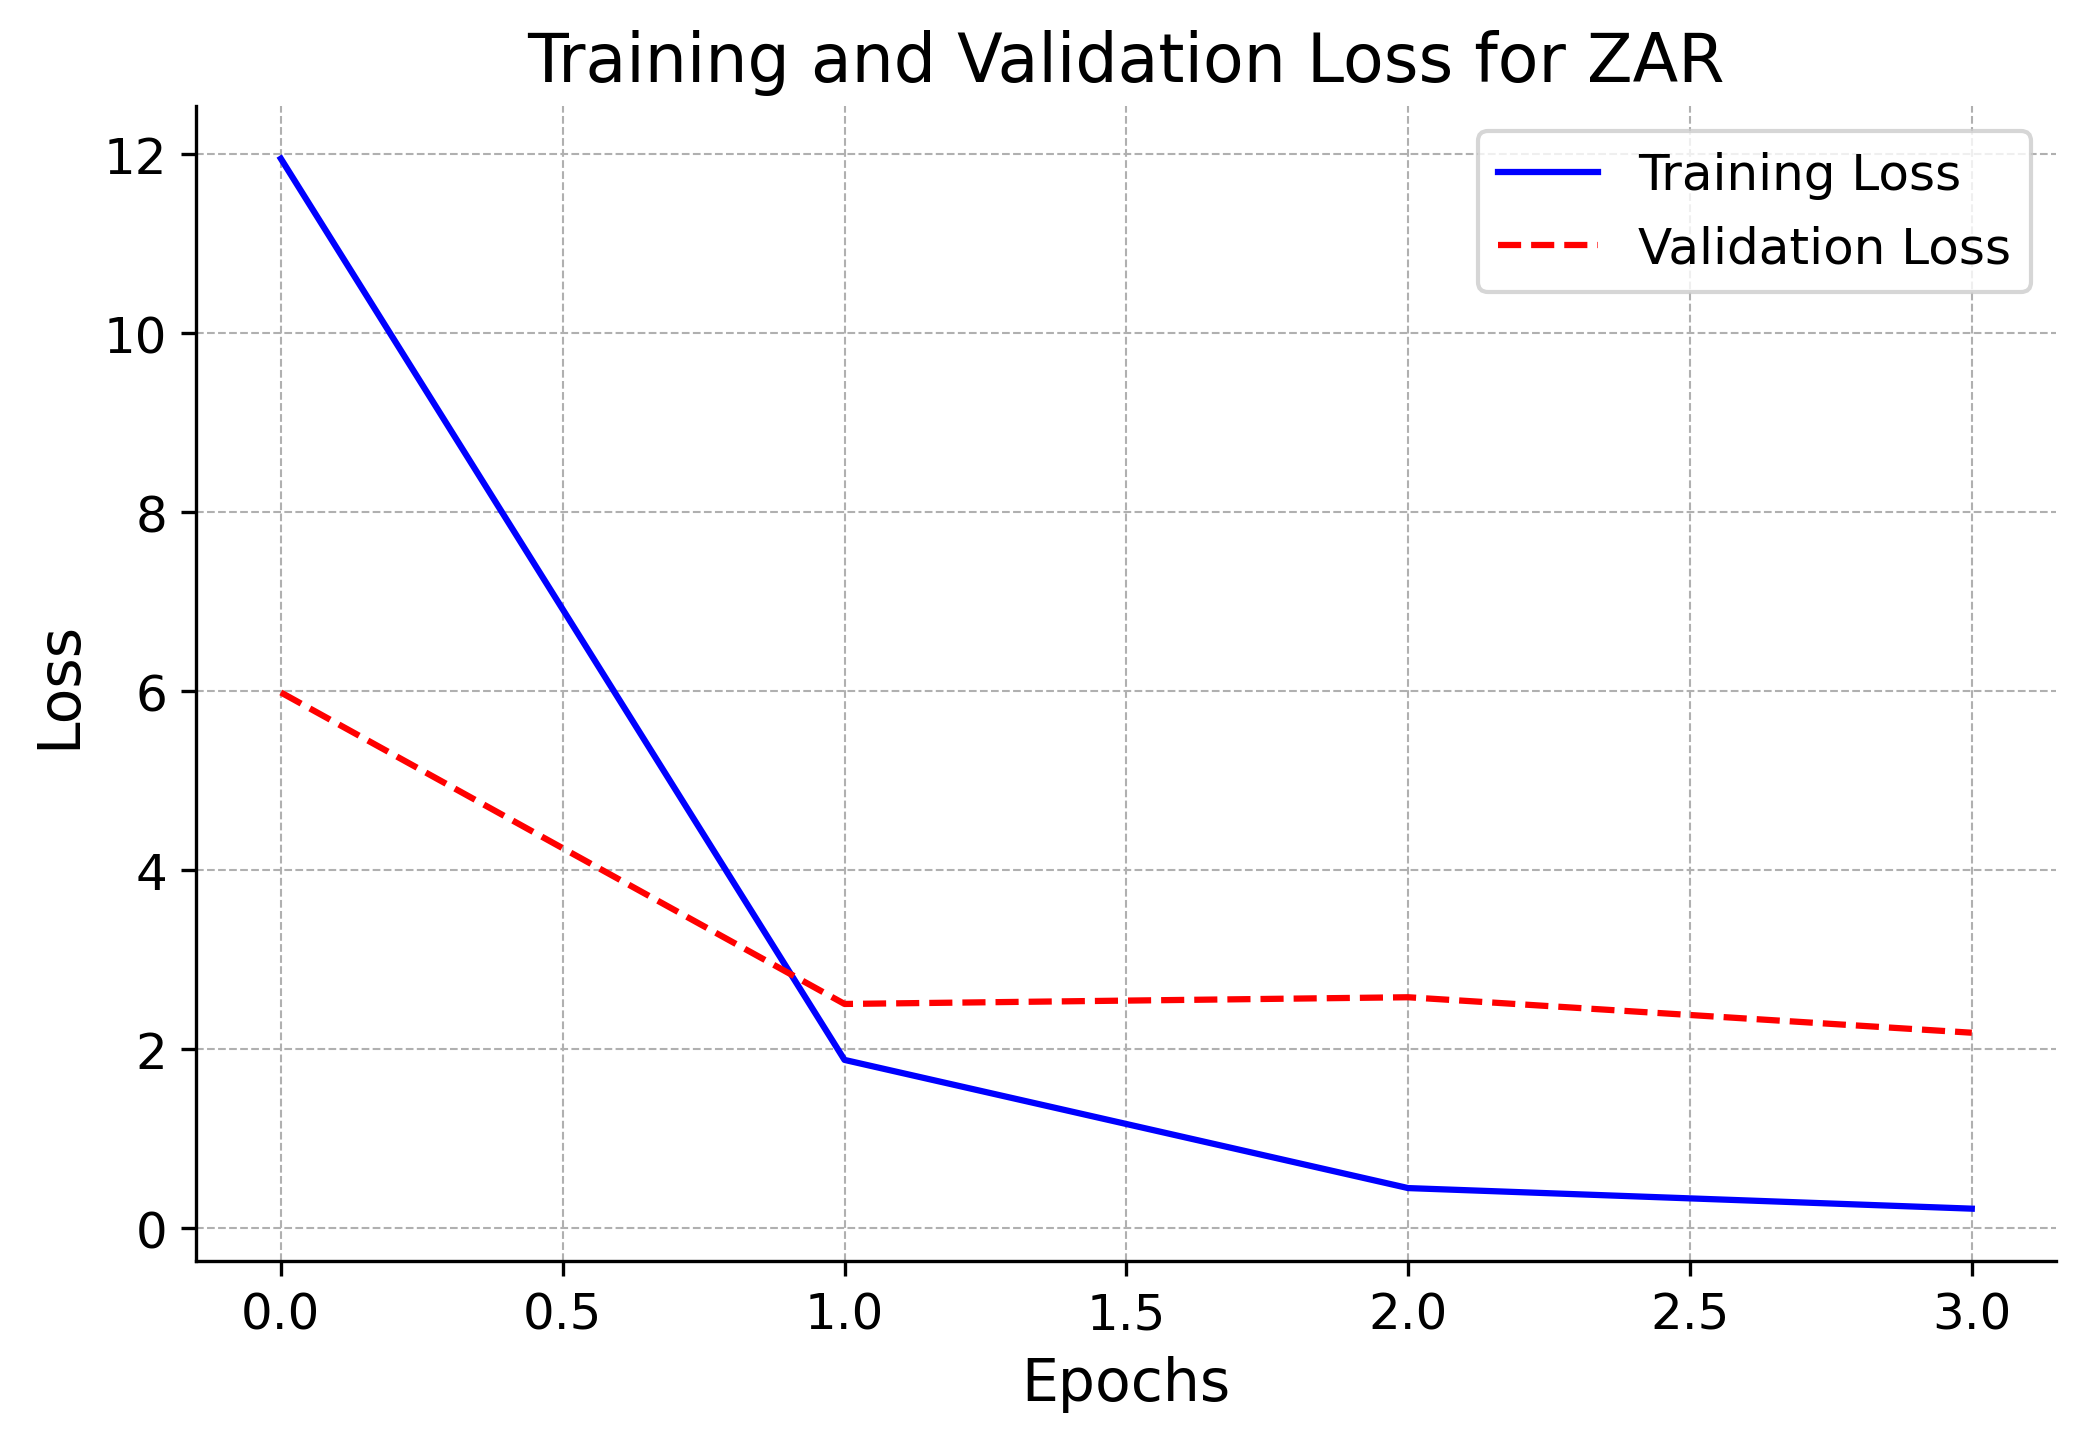 Training and Validation Loss for ZAR
Training Loss
Validation Loss
Loss
12
10
8
6
4
2
0
0.0 0.5 1.0 1.5 2.0 2.5 3.0
Epochs